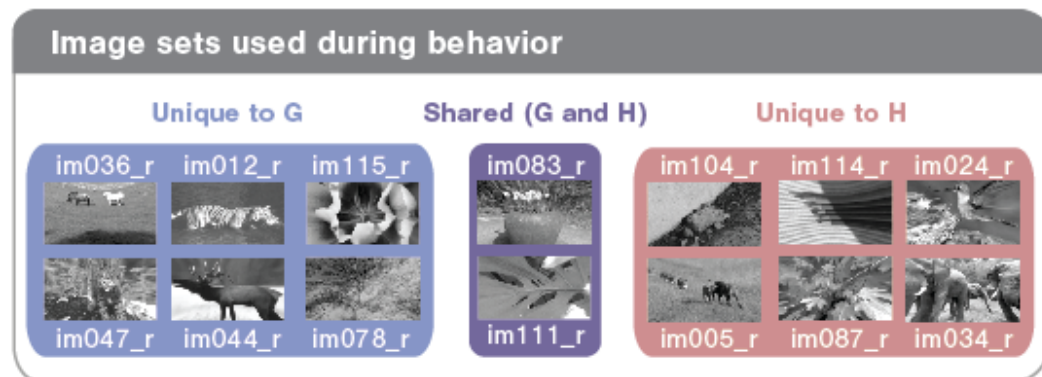 Image sets used during behavior
Unique to G Shared (G and H) Unique to H
im036_r im012_r im115_r im083_r im104_r im114_r im024_r
im047_r im044_r im078_r im111_r im005_r im087_r im034_r